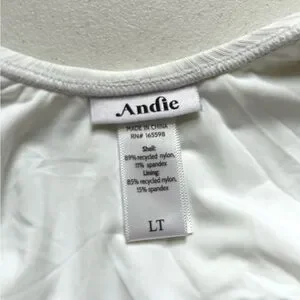 Andie
MADE IN CHINA
RN# 165598
Shell:
89% recycled nylon,
11% spandex
Lining:
85% recycled nylon,
15% spandex
LT